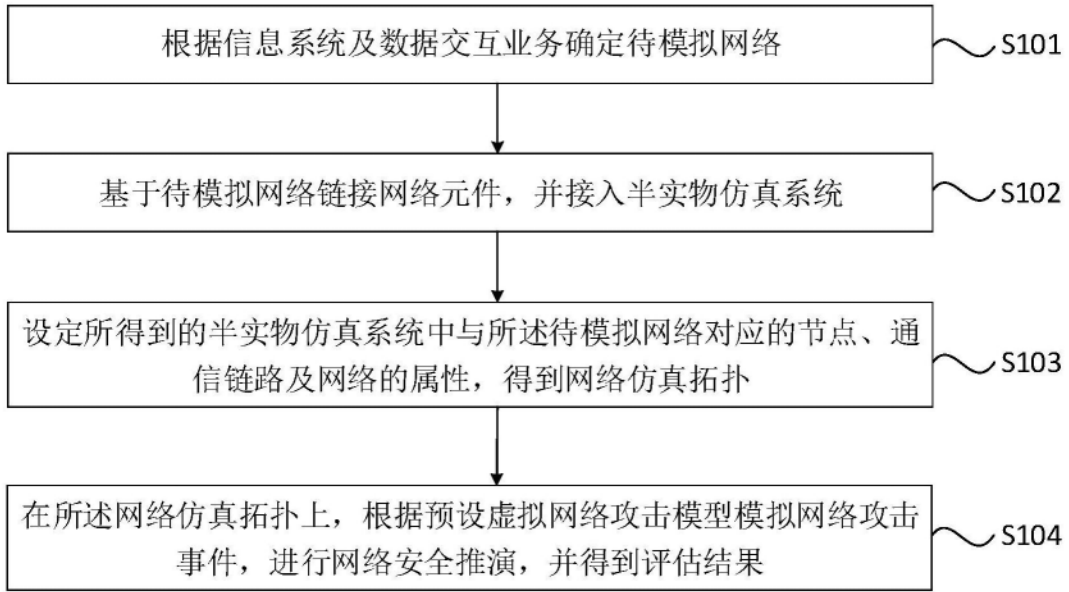 根据信息系统及数据交互业务确定待模拟网络
S101
基于待模拟网络链接网络元件，并接入半实物仿真系统
S102
设定所得到的半实物仿真系统中与所述待模拟网络对应的节点、通
信链路及网络的属性，得到网络仿真拓扑
S103
在所述网络仿真拓扑上，根据预设虚拟网络攻击模型模拟网络攻击
事件，进行网络安全推演，并得到评估结果
S104